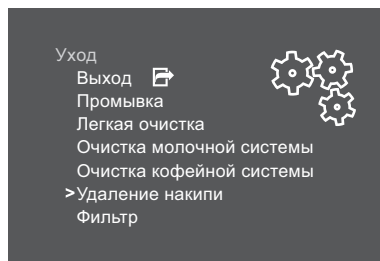 Уход
Выход
Промывка
Легкая очистка
Очистка молочной системы
Очистка кофейной системы
>Удаление накипи
Фильтр